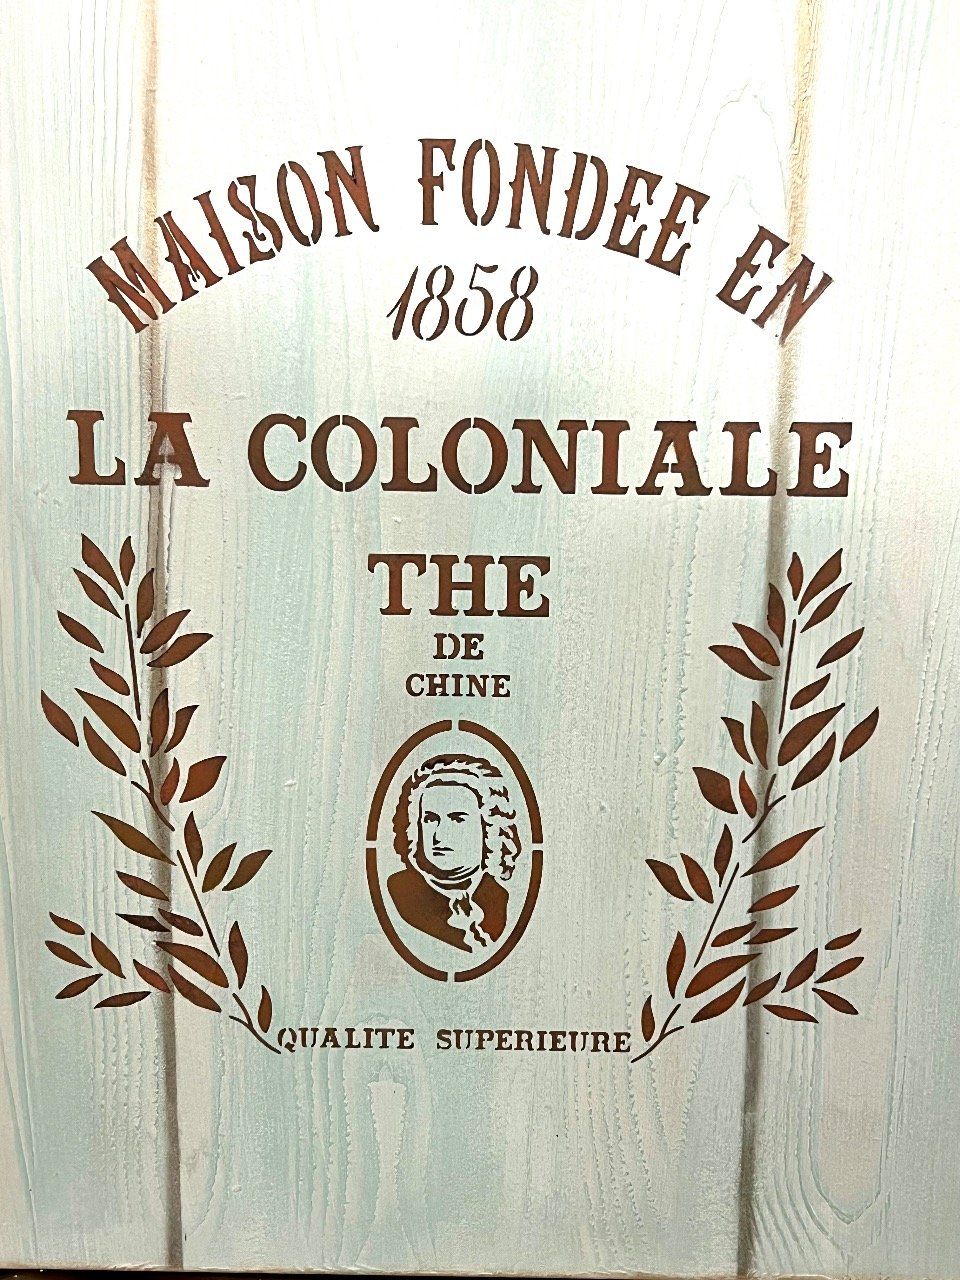 MAISON FONDEE EN
1858
LA COLONIALE
THE
DE
CHINE
QUALITE SUPERIEURE